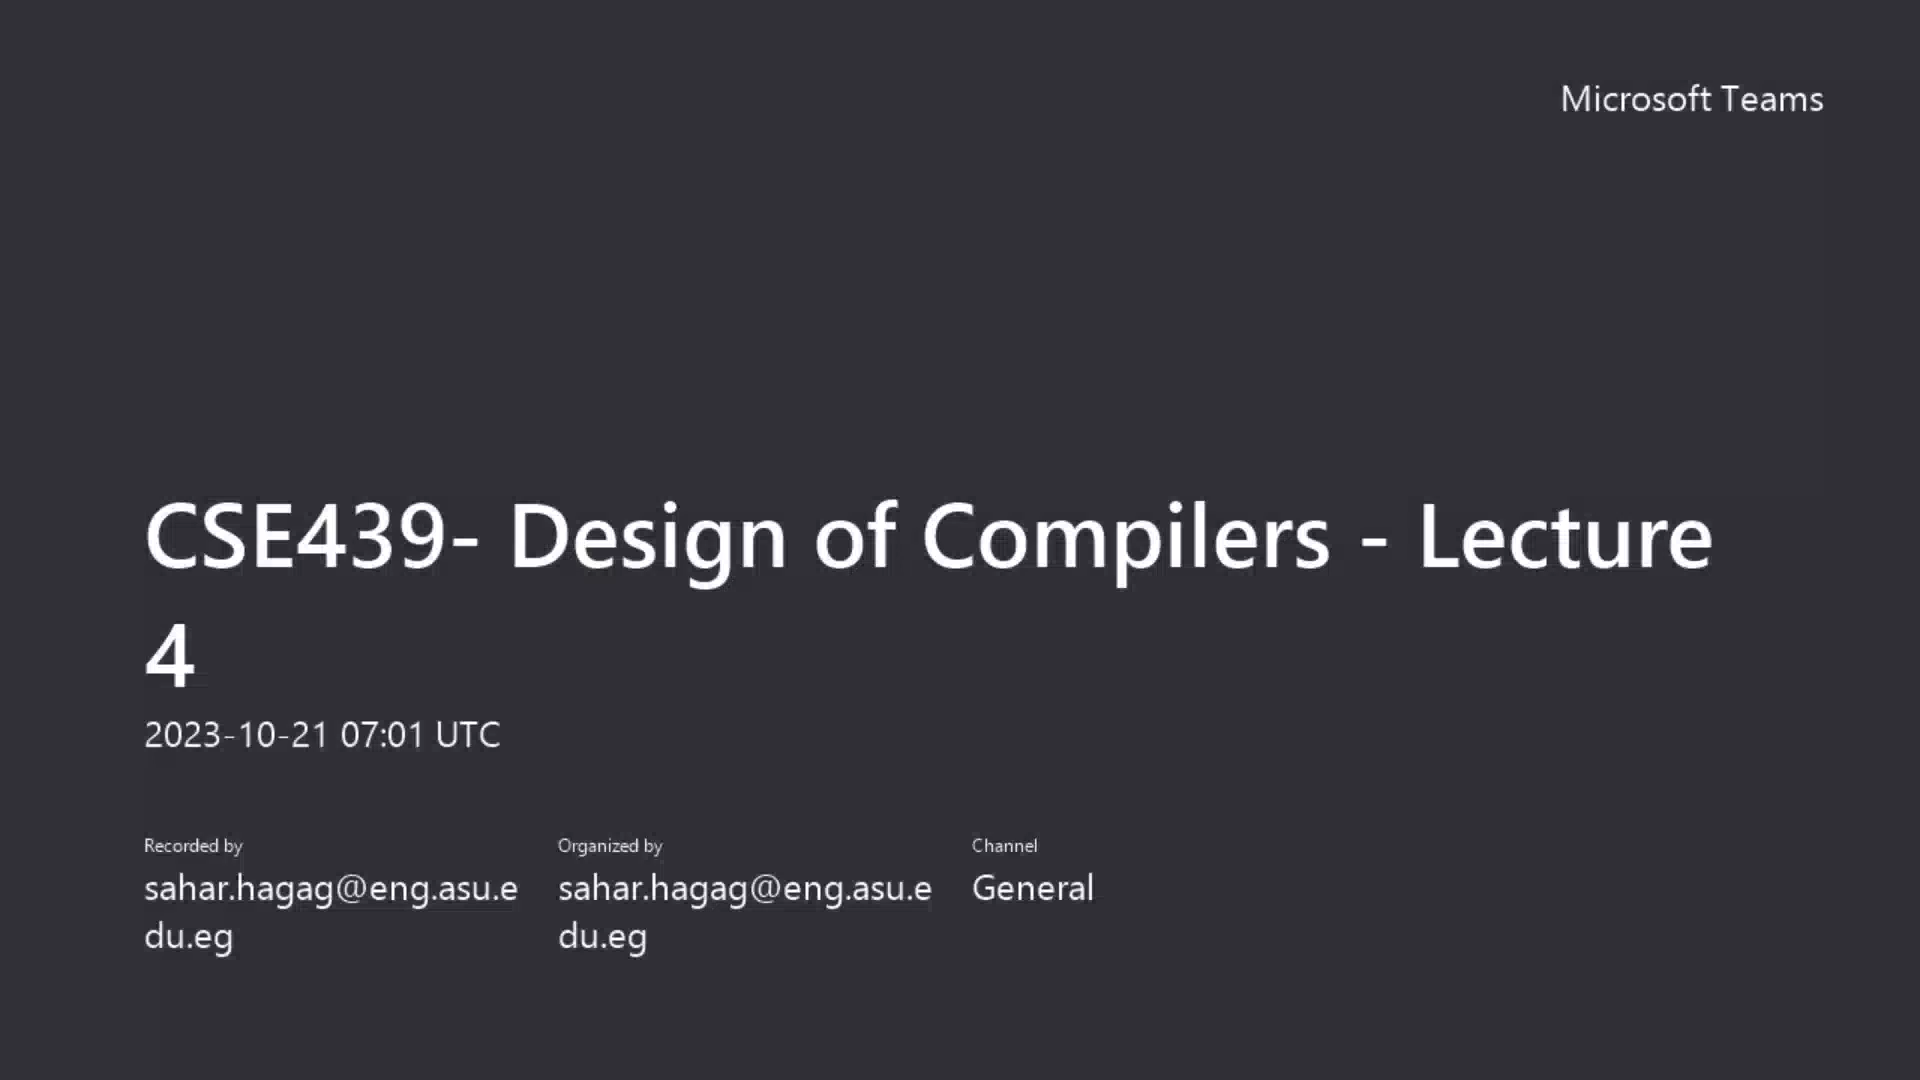 Microsoft Teams
CSE439- Design of Compilers - Lecture
4
2023-10-21 07:01 UTC
Recorded by
sahar.hagag@eng.asu.e
du.eg
Organized by
sahar.hagag@eng.asu.e
du.eg
Channel
General